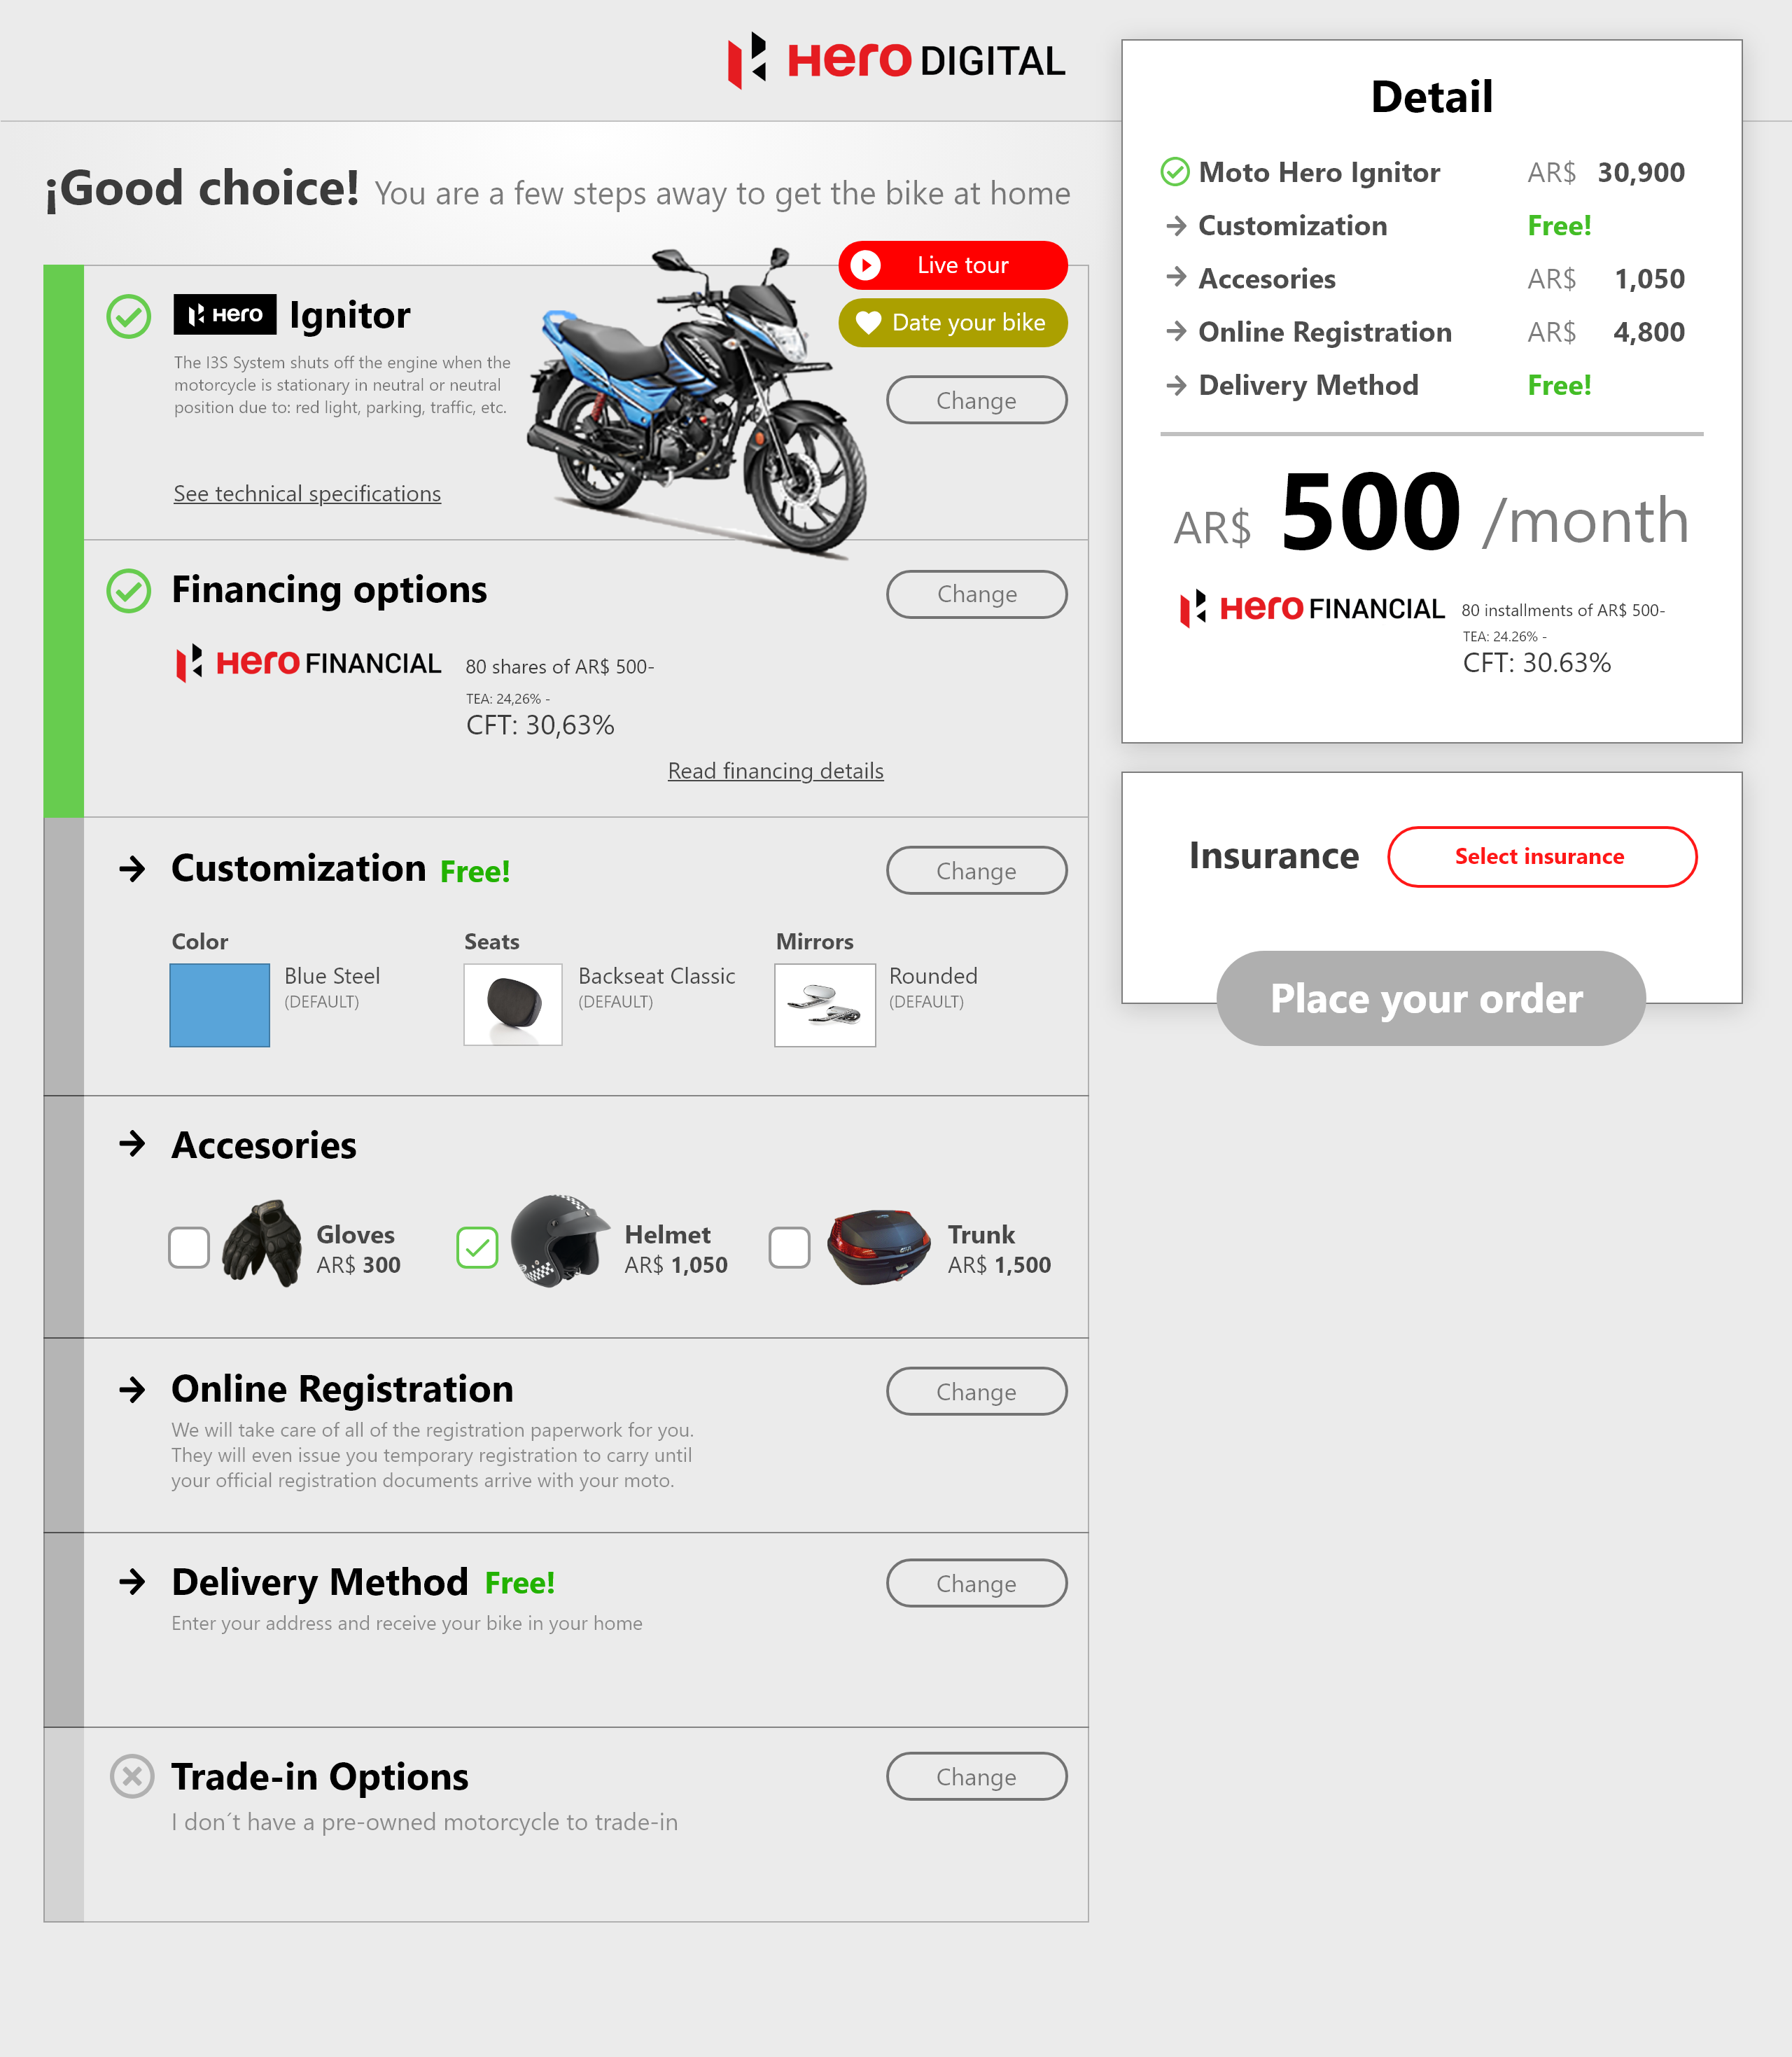 Hero DIGITAL
¡Good choice! You are a few steps away to get the bike at home
Live tour
Date your bike
Hero Ignitor
The I3S System shuts off the engine when the
motorcycle is stationary in neutral or neutral
position due to: red light, parking, traffic, etc.
Change
See technical specifications
Financing options
Change
Hero FINANCIAL
80 shares of AR$ 500-
TEA: 24,26% -
CFT: 30,63%
Read financing details
Customization Free!
Change
Color
Blue Steel
(DEFAULT)
Seats
Backseat Classic
(DEFAULT)
Mirrors
Rounded
(DEFAULT)
Accesories
Gloves
AR$ 300
Helmet
AR$ 1,050
Trunk
AR$ 1,500
Online Registration
Change
We will take care of all of the registration paperwork for you.
They will even issue you temporary registration to carry until
your official registration documents arrive with your moto.
Delivery Method Free!
Change
Enter your address and receive your bike in your home
Trade-in Options
Change
I don´t have a pre-owned motorcycle to trade-in
Detail
Moto Hero Ignitor AR$ 30,900
Customization Free!
Accesories AR$ 1,050
Online Registration AR$ 4,800
Delivery Method Free!
AR$ 500 /month
Hero FINANCIAL
80 installments of AR$ 500-
TEA: 24.26% -
CFT: 30.63%
Insurance
Select insurance
Place your order